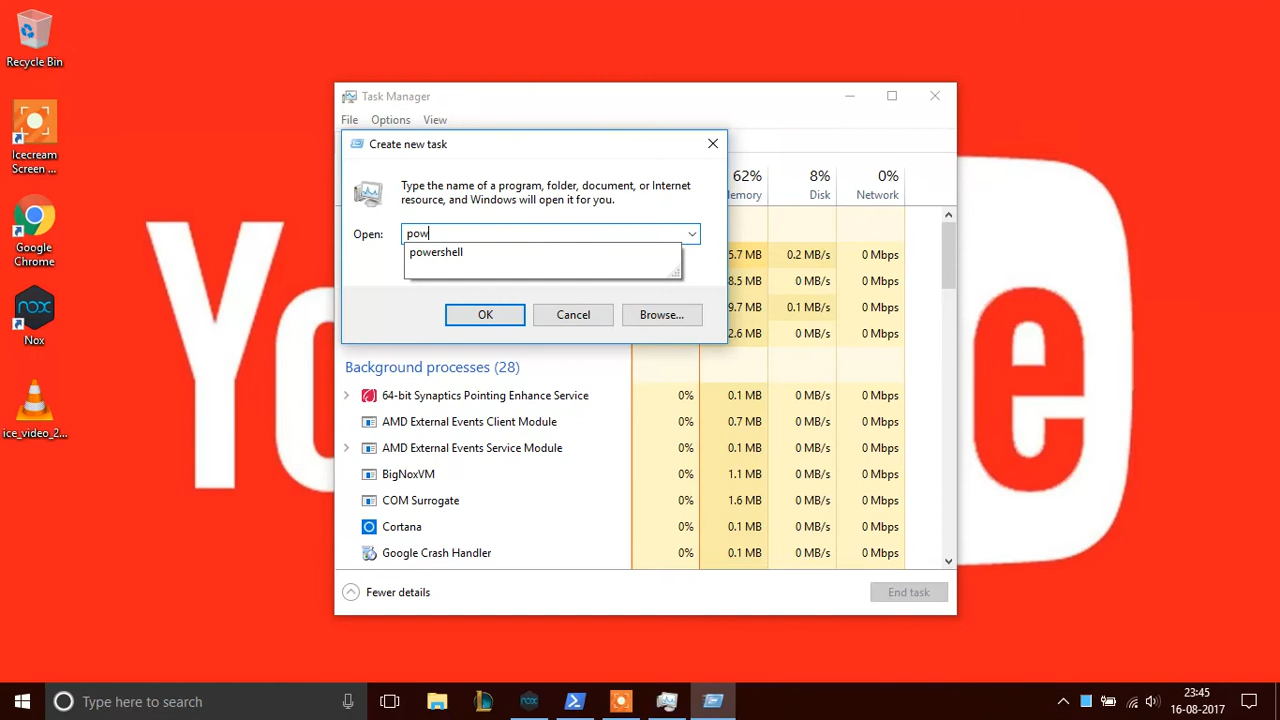 Recycle Bin
Icecream
Screen ...
Google
Chrome
Nox
nox
ice_video_2...
You
e
Task Manager
File Options View
Create new task
Type the name of a program, folder, document, or Internet
resource, and Windows will open it for you.
Open: pow
powershell
OK Cancel Browse...
62% 8% 0%
Memory Disk Network
5.7 MB 0.2 MB/s 0 Mbps
8.5 MB 0 MB/s 0 Mbps
9.7 MB 0.1 MB/s 0 Mbps
2.6 MB 0 MB/s 0 Mbps
Background processes (28)
64-bit Synaptics Pointing Enhance Service 0% 0.1 MB 0 MB/s 0 Mbps
AMD External Events Client Module 0% 0.7 MB 0 MB/s 0 Mbps
AMD External Events Service Module 0% 0.1 MB 0 MB/s 0 Mbps
BigNoxVM 0% 1.1 MB 0 MB/s 0 Mbps
COM Surrogate 0% 1.6 MB 0 MB/s 0 Mbps
Cortana 0% 0.1 MB 0 MB/s 0 Mbps
Google Crash Handler 0% 0.1 MB 0 MB/s 0 Mbps
Fewer details End task
Type here to search
23:45
16-08-2017